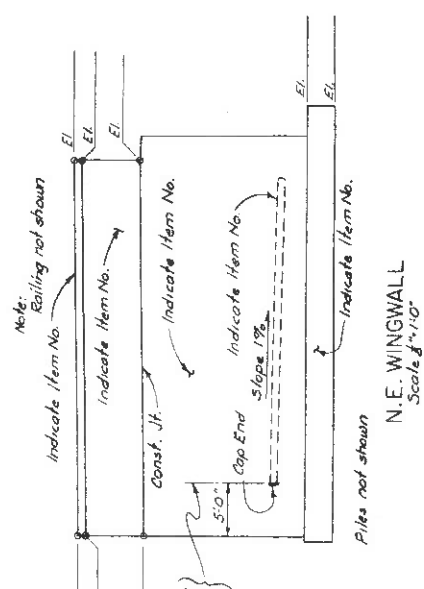 Note:
Railing not shown
Indicate Item No.
El.
El.
Indicate Item No.
El.
Const. Jt.
Indicate Item No.
5'-0"
Cap End
Slope 1%
Indicate Item No.
El.
El.
Indicate Item No.
Piles not shown
N.E. WINGWALL
Scale